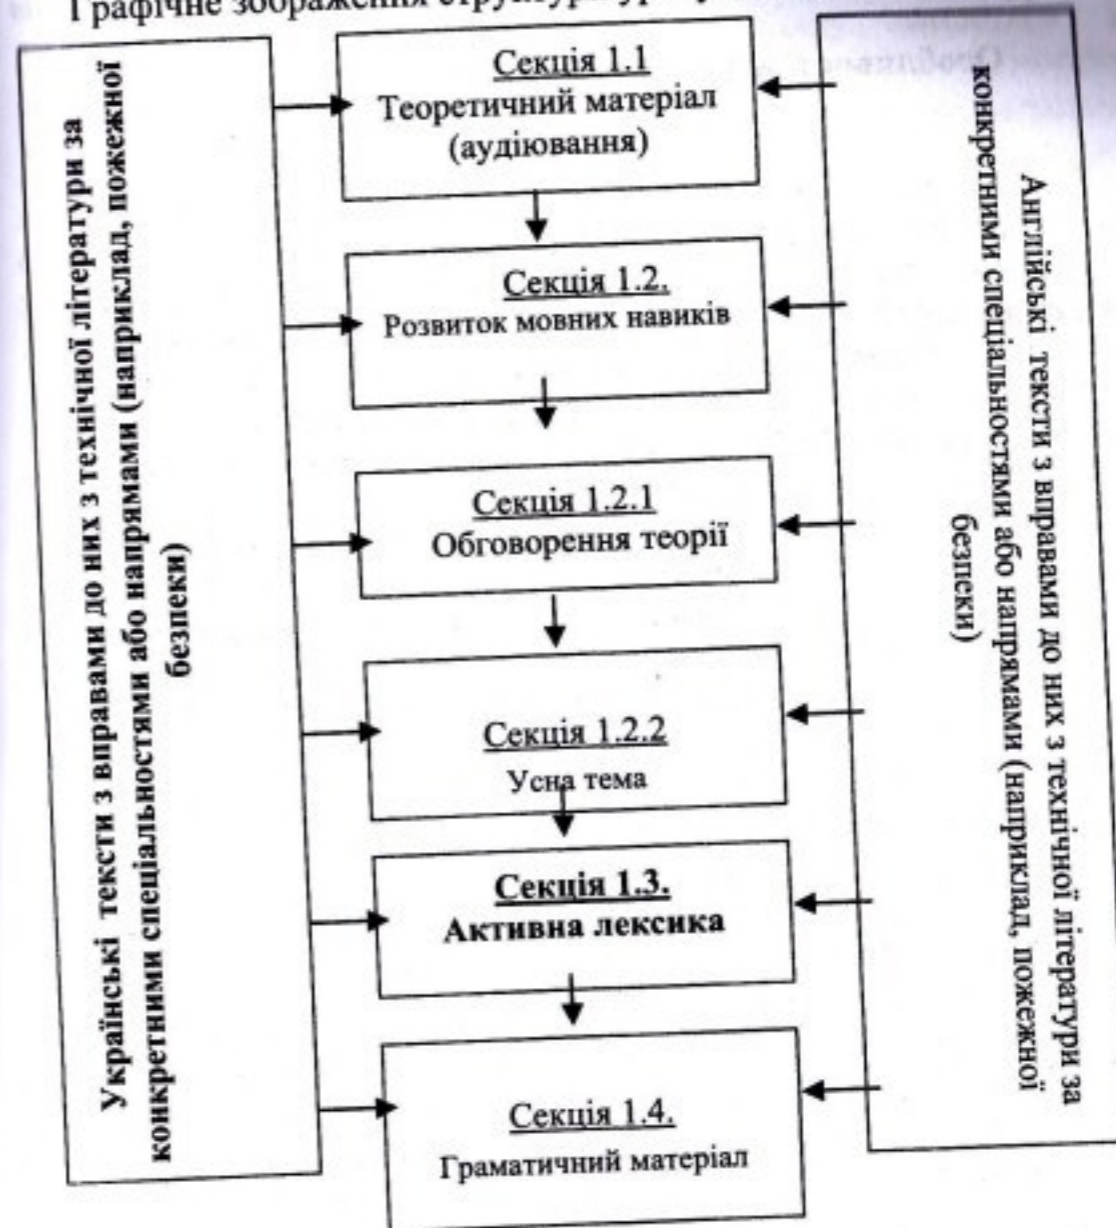 Графічне зображення структури
Українські тексти з вправами до них з технічної літератури за
конкретними спеціальностями або напрямами (наприклад, пожежної
безпеки)
Секція 1.1
Теоретичний матеріал
(аудіювання)
Секція 1.2.
Розвиток мовних навиків
Секція 1.2.1
Обговорення теорії
Секція 1.2.2
Усна тема
Секція 1.3.
Активна лексика
Секція 1.4.
Граматичний матеріал
Англійські тексти з вправами до них з технічної літератури за
конкретними спеціальностями або напрямами (наприклад, пожежної
безпеки)